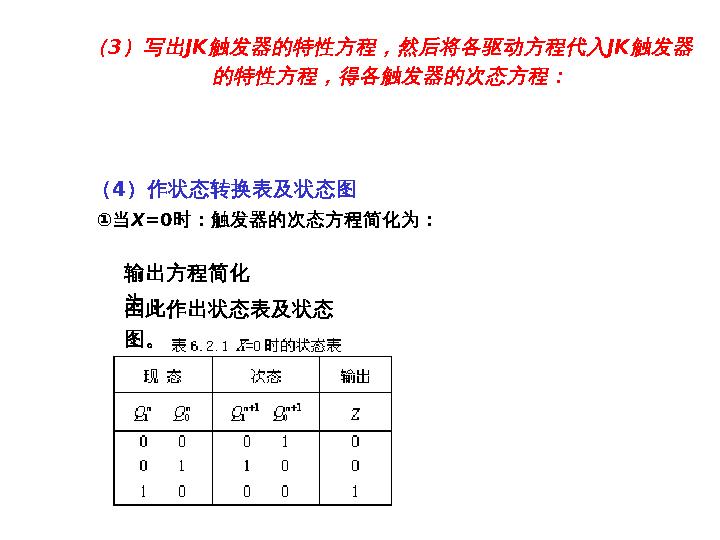 （3）写出JK触发器的特性方程，然后将各驱动方程代入JK触发器
的特性方程，得各触发器的次态方程：
（4）作状态转换表及状态图
①当X=0时：触发器的次态方程简化为：
输出方程简化
由此作出状态表及状态
图。
表 6.2.1 X=0 时的状态表
现 态 次态 输出
Q₁ⁿ Q₀ⁿ Q₁ⁿ⁺¹ Q₀ⁿ⁺¹ Z
0 0 0 1 0
0 1 1 0 0
1 0 0 0 1